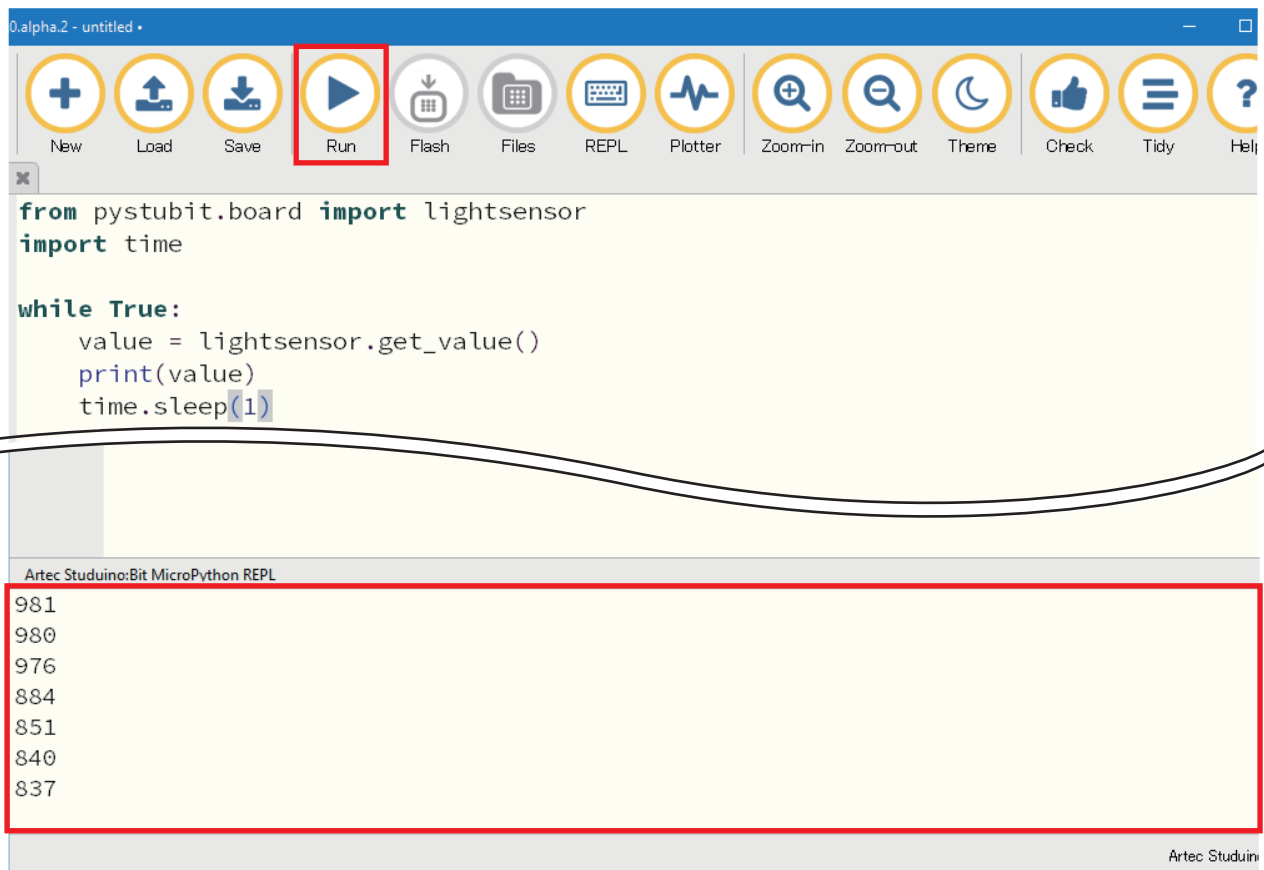 0.alpha.2 - untitled •
New Load Save Run Flash Files REPL Plotter Zoom-in Zoom-out Theme Check Tidy
from pystubit.board import lightsensor
import time
while True:
    value = lightsensor.get_value()
    print(value)
    time.sleep(1)
Artec Studuino:Bit MicroPython REPL
981
980
976
884
851
840
837
Artec